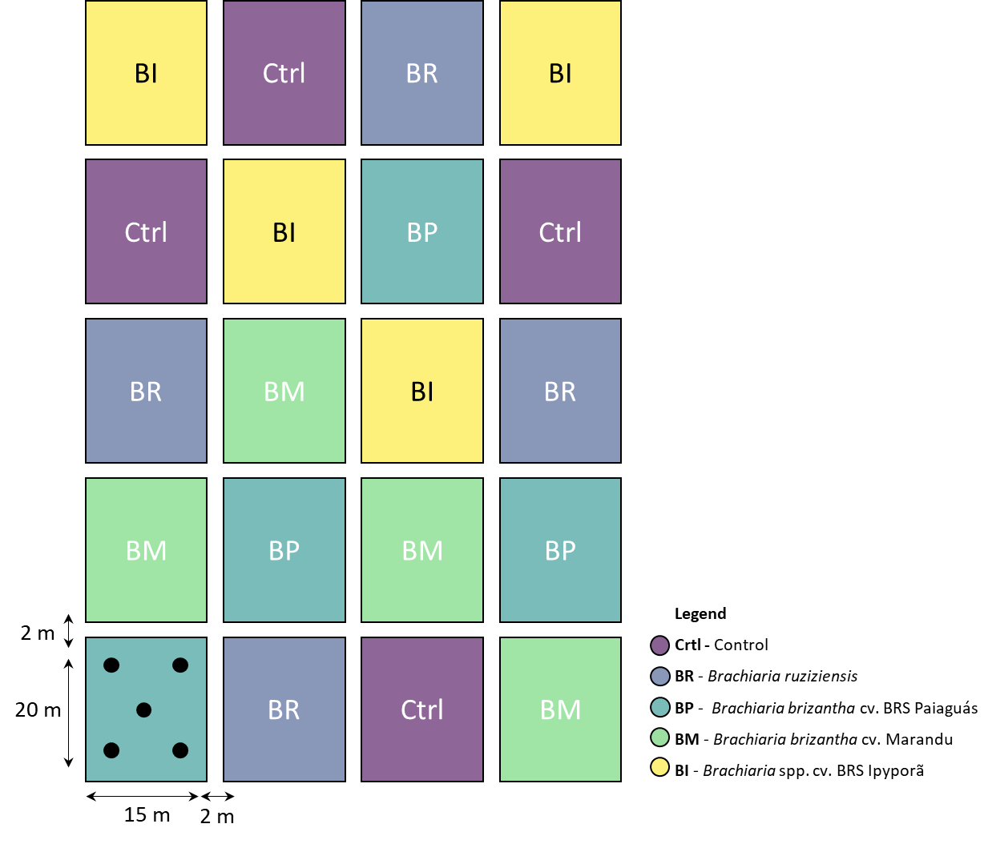 BI Ctrl BR BI
Ctrl BI BP Ctrl
BR BM BI BR
BM BP BM BP
2 m
20 m
BR Ctrl BM
15 m
2 m
Legend
Crtl - Control
BR - Brachiaria ruziziensis
BP - Brachiaria brizantha cv. BRS Paiaguás
BM - Brachiaria brizantha cv. Marandu
BI - Brachiaria spp. cv. BRS Ipyporã